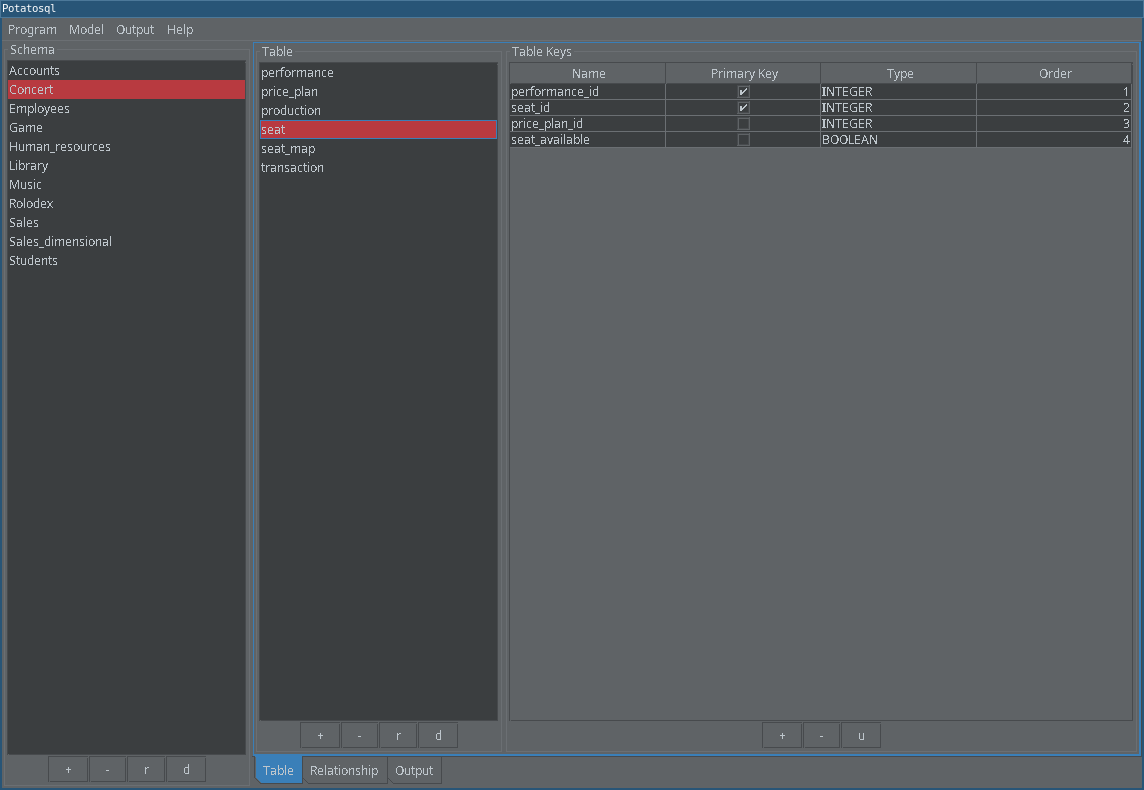 Potatosql
Program Model Output Help
Schema
Accounts
Concert
Employees
Game
Human_resources
Library
Music
Rolodex
Sales
Sales_dimensional
Students
+ - r d
Table
performance
price_plan
production
seat
seat_map
transaction
+ - r d
Table Keys
Name Primary Key Type Order
performance_id INTEGER 1
seat_id INTEGER 2
price_plan_id INTEGER 3
seat_available BOOLEAN 4
+ - u
Table Relationship Output